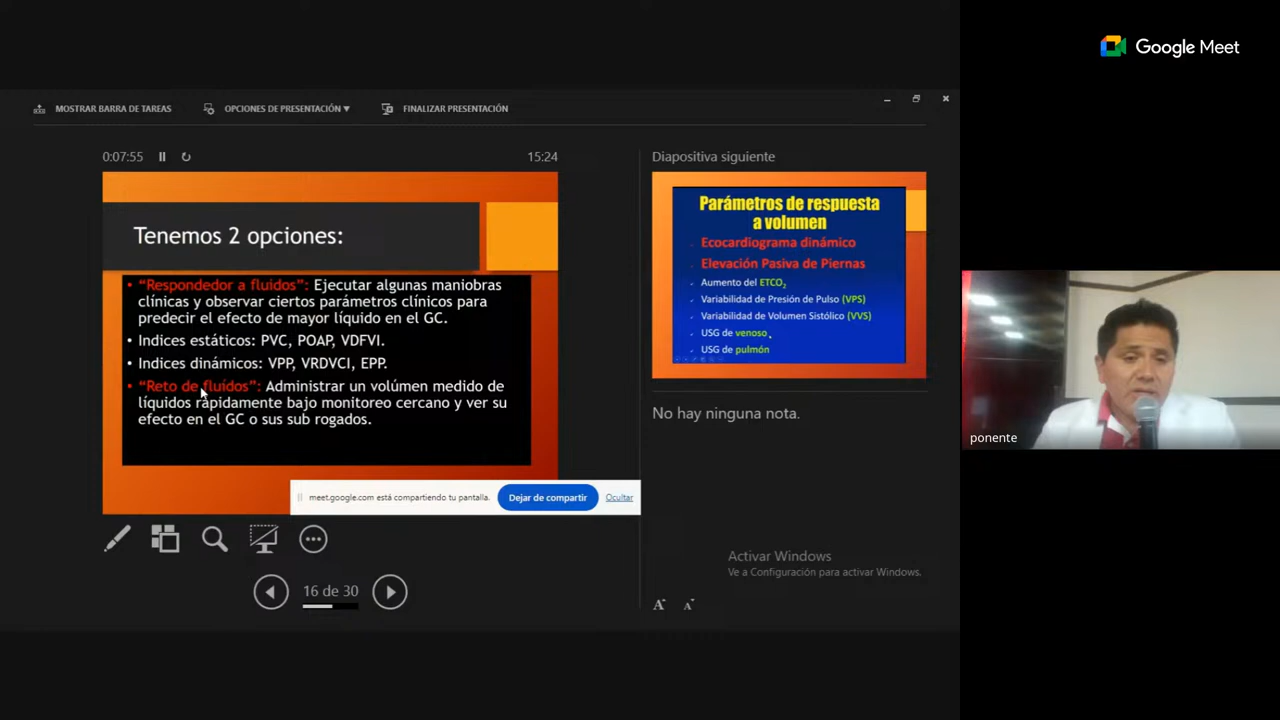 Google Meet
MOSTRAR BARRA DE TAREAS
OPCIONES DE PRESENTACIÓN ▼
FINALIZAR PRESENTACIÓN
0:07:55
15:24
Tenemos 2 opciones:
• “Respondedor a fluidos”: Ejecutar algunas maniobras
clínicas y observar ciertos parámetros clínicos para
predecir el efecto de mayor líquido en el GC.
• Indices estáticos: PVC, POAP, VDFVI.
• Indices dinámicos: VPP, VRDVCI, EPP.
• “Reto de fluídos”: Administrar un volúmen medido de
líquidos rápidamente bajo monitoreo cercano y ver su
efecto en el GC o sus sub rogados.
meet.google.com está compartiendo tu pantalla.
Dejar de compartir
Ocultar
16 de 30
Diapositiva siguiente
Parámetros de respuesta
a volumen
Ecocardiograma dinámico
Elevación Pasiva de Piernas
Aumento del ETCO₂
Variabilidad de Presión de Pulso (VPS)
Variabilidad de Volumen Sistólico (VVS)
USG de venoso
USG de pulmón
No hay ninguna nota.
Activar Windows
Ve a Configuración para activar Windows.
A A
ponente